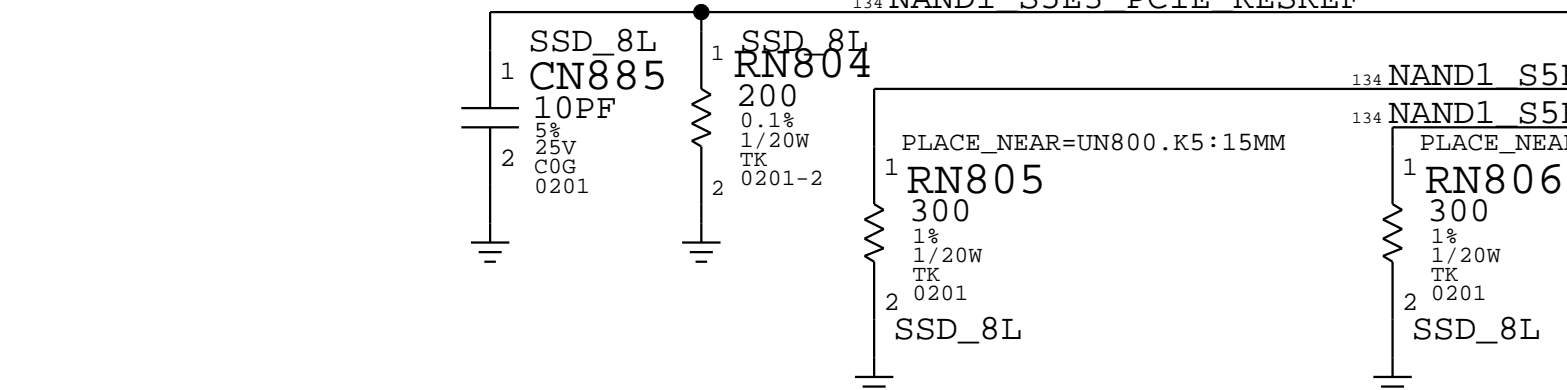 134 NAND1_S5E5_PCIE_RESREF
SSD_8L
1
CN885
10PF
5%
25V
2
C0G
0201
SSD_8L
1
RN804
200
0.1%
1/20W
TK
2
0201-2
134 NAND1_S5
134 NAND1_S5
PLACE_NEAR=UN800.K5:15MM
1
RN805
300
1%
1/20W
TK
2
0201
SSD_8L
PLACE_NEA
1
RN806
300
1%
1/20W
TK
2
0201
SSD_8L